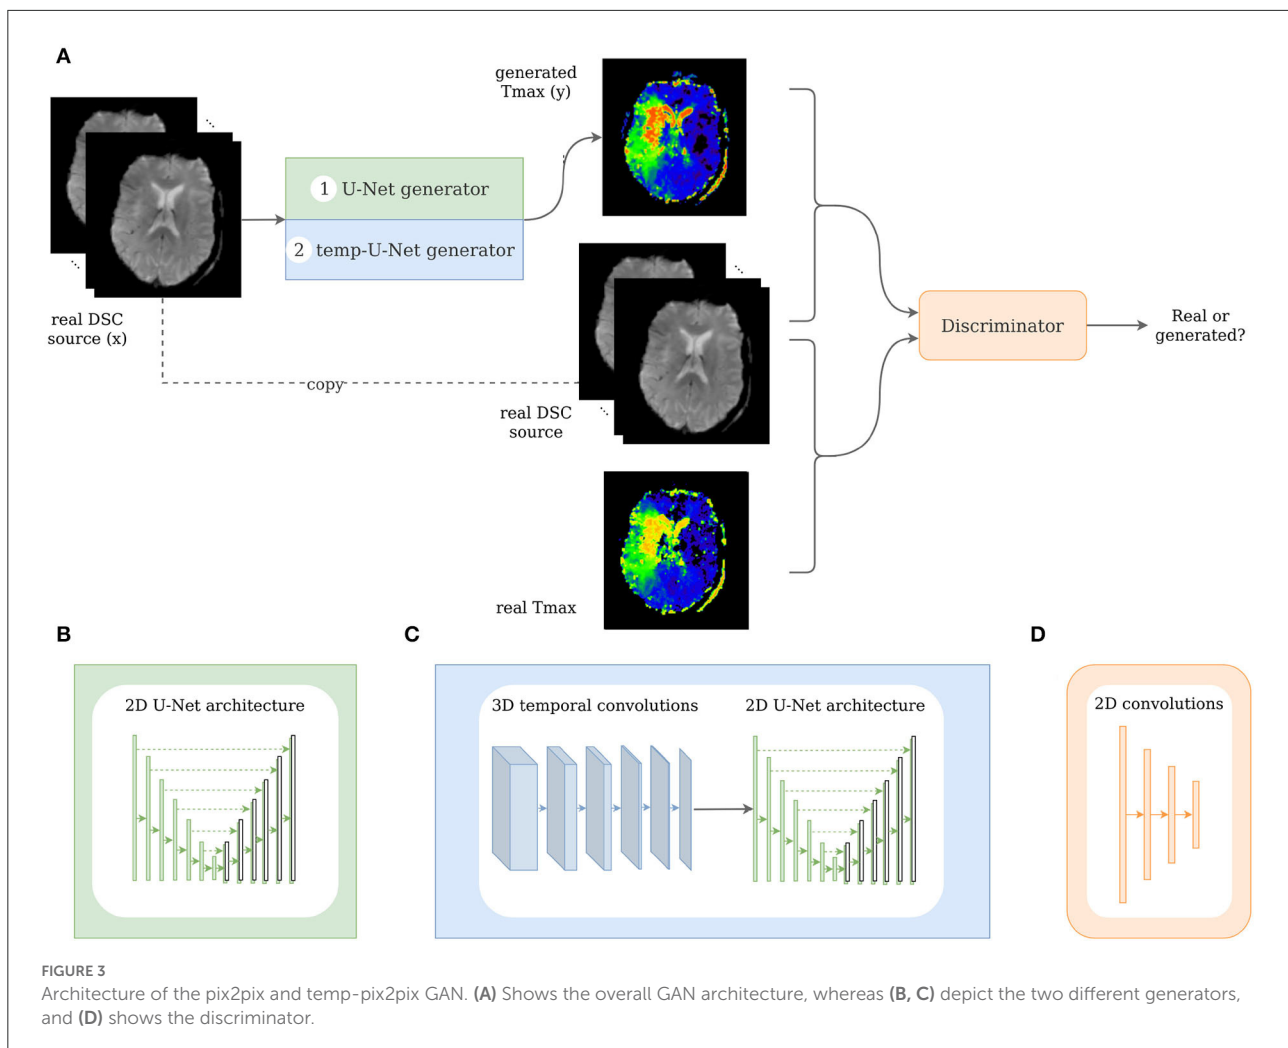 A
generated
Tmax (y)
1 U-Net generator
2 temp-U-Net generator
real DSC
source (x)
copy
real DSC
source
Discriminator
Real or
generated?
real Tmax
B
2D U-Net architecture
C
3D temporal convolutions
2D U-Net architecture
D
2D convolutions
FIGURE 3
Architecture of the pix2pix and temp-pix2pix GAN. (A) Shows the overall GAN architecture, whereas (B, C) depict the two different generators,
and (D) shows the discriminator.